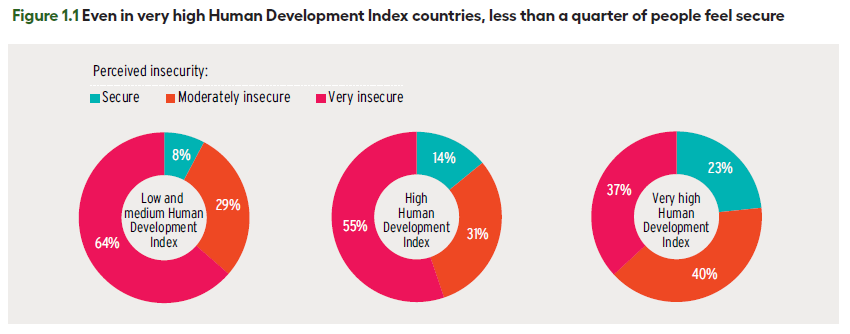 Figure 1.1 Even in very high Human Development Index countries, less than a quarter of people feel secure
Perceived insecurity:
Secure
Moderately insecure
Very insecure
8%
29%
64%
Low and
medium Human
Development
Index
14%
31%
55%
High
Human
Development
Index
23%
40%
37%
Very high
Human
Development
Index